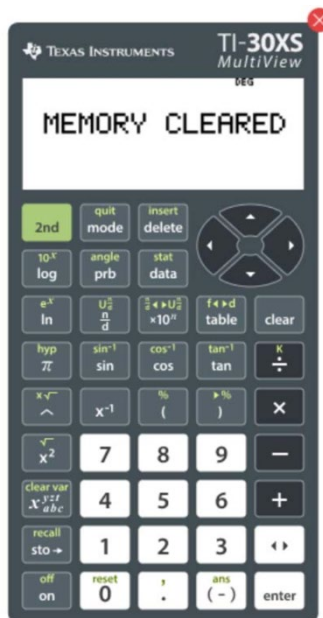 TEXAS INSTRUMENTS
TI-30XS
MultiView
DEG
MEMORY CLEARED
quit insert
2nd mode delete
10ˣ angle stat
log prb data
eˣ f◄►d
ln n/d ×10ⁿ table clear
hyp sin⁻¹ cos⁻¹ tan⁻¹ K
π sin cos tan ÷
ˣ√ % ►%
^ x⁻¹ ( ) ×
√
x² 7 8 9 −
clear var
x yzt abc 4 5 6 +
recall
sto→ 1 2 3 ◄►
off reset , ans
on 0 . (-) enter